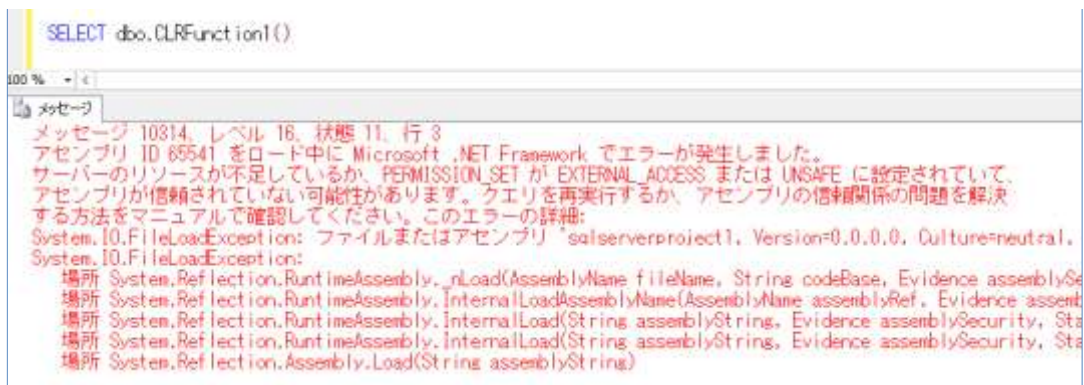 SELECT dbo.CLRFunction1()
100 %
メッセージ
メッセージ 10314、レベル 16、状態 11、行 3
アセンブリ ID 65541 をロード中に Microsoft .NET Framework でエラーが発生しました。
サーバーのリソースが不足しているか、PERMISSION_SET が EXTERNAL_ACCESS または UNSAFE に設定されていて、
アセンブリが信頼されていない可能性があります。クエリを再実行するか、アセンブリの信頼関係の問題を解決
する方法をマニュアルで確認してください。このエラーの詳細:
System.IO.FileLoadException: ファイルまたはアセンブリ 'sqlserverproject1, Version=0.0.0.0, Culture=neutral,
System.IO.FileLoadException:
場所 System.Reflection.RuntimeAssembly._nLoad(AssemblyName fileName, String codeBase, Evidence assemblySe
場所 System.Reflection.RuntimeAssembly.InternalLoadAssemblyName(AssemblyName assemblyRef, Evidence assemb
場所 System.Reflection.RuntimeAssembly.InternalLoad(String assemblyString, Evidence assemblySecurity, Sta
場所 System.Reflection.RuntimeAssembly.InternalLoad(String assemblyString, Evidence assemblySecurity, Sta
場所 System.Reflection.Assembly.Load(String assemblyString)